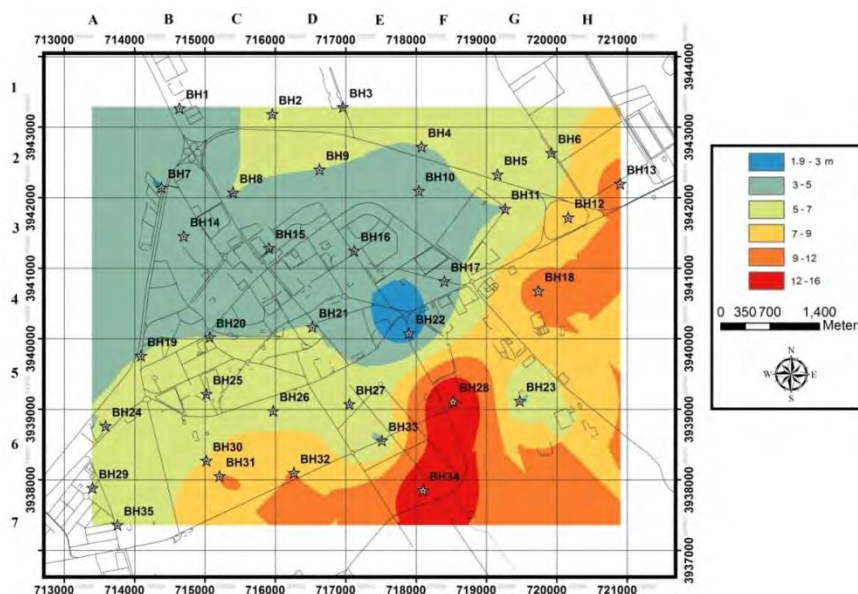 A B C D E F G H
713000 714000 715000 716000 717000 718000 719000 720000 721000
1
2
3
4
5
6
7
3944000
3943000
3942000
3941000
3940000
3939000
3938000
3937000
BH1
BH2
BH3
BH4
BH5
BH6
BH7
BH8
BH9
BH10
BH11
BH12
BH13
BH14
BH15
BH16
BH17
BH18
BH19
BH20
BH21
BH22
BH23
BH24
BH25
BH26
BH27
BH28
BH29
BH30
BH31
BH32
BH33
BH34
BH35
713000 714000 715000 716000 717000 718000 719000 720000 721000
1.9 - 3 m
3 - 5
5 - 7
7 - 9
9 - 12
12 - 16
0 350 700 1,400
Meter
N
W E
S